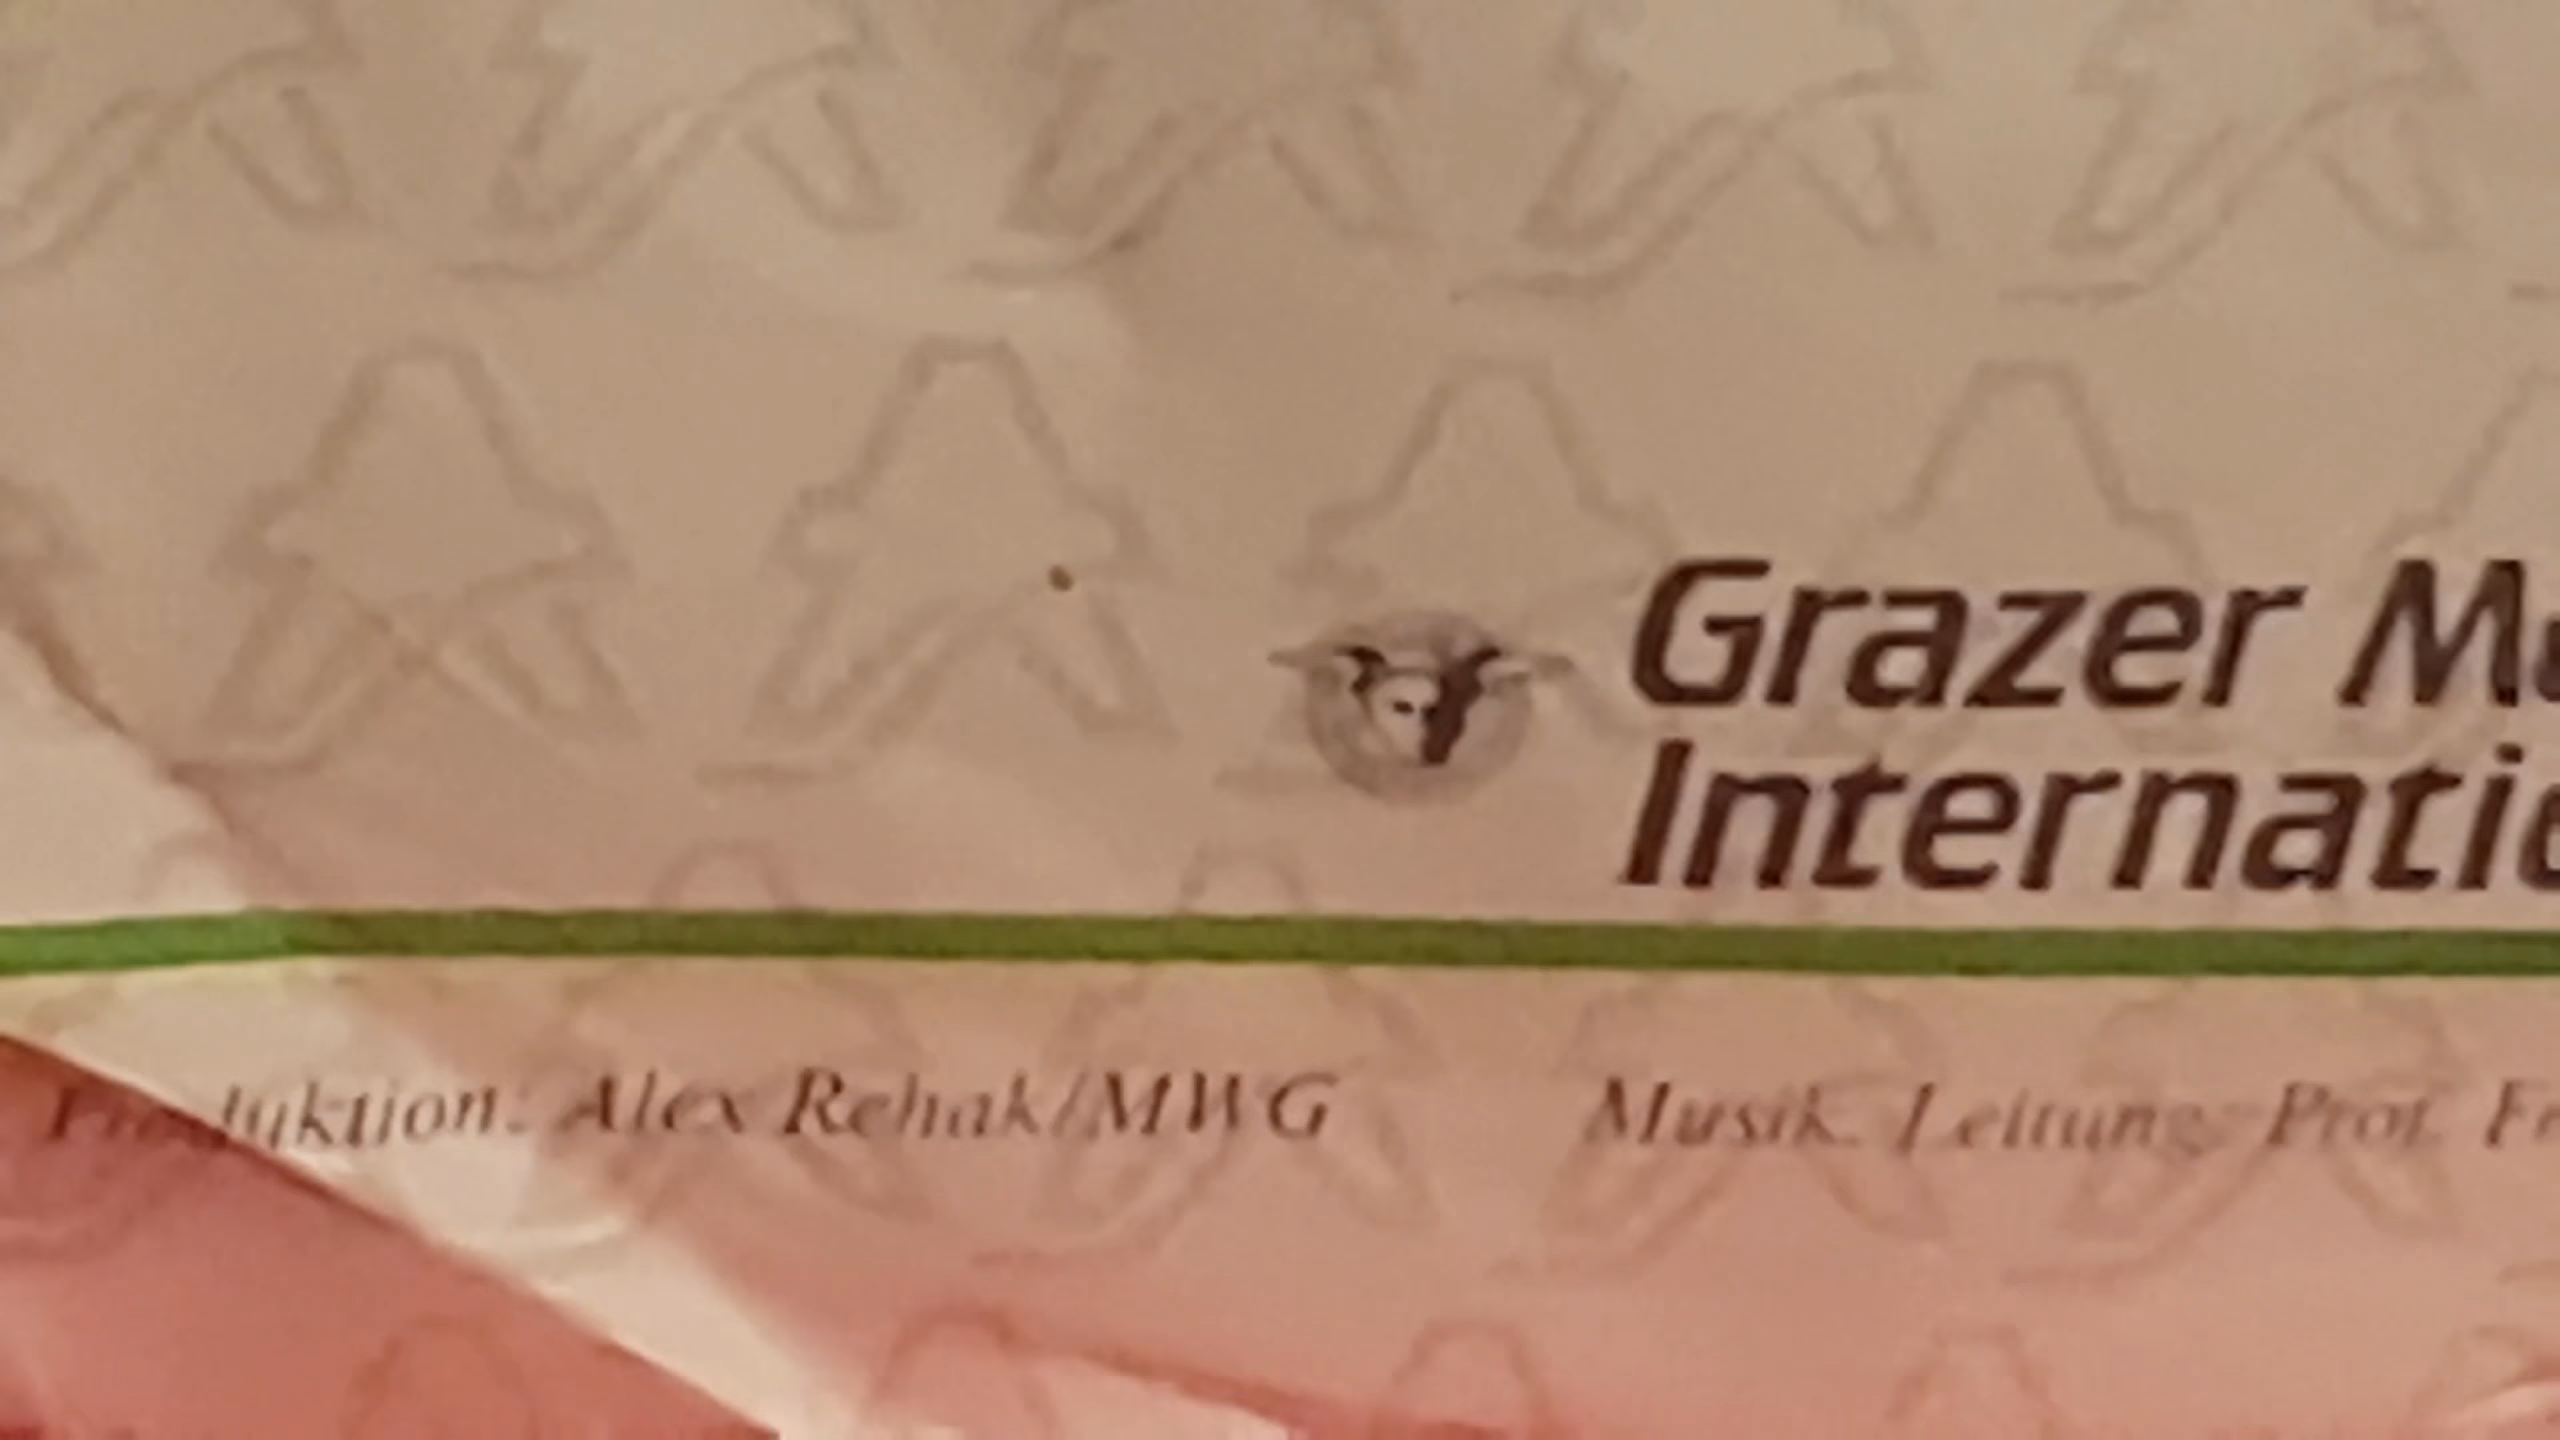 Grazer
Internatio
Produktion: Alex Rehak/MWG Musik. Leitung: Prof.